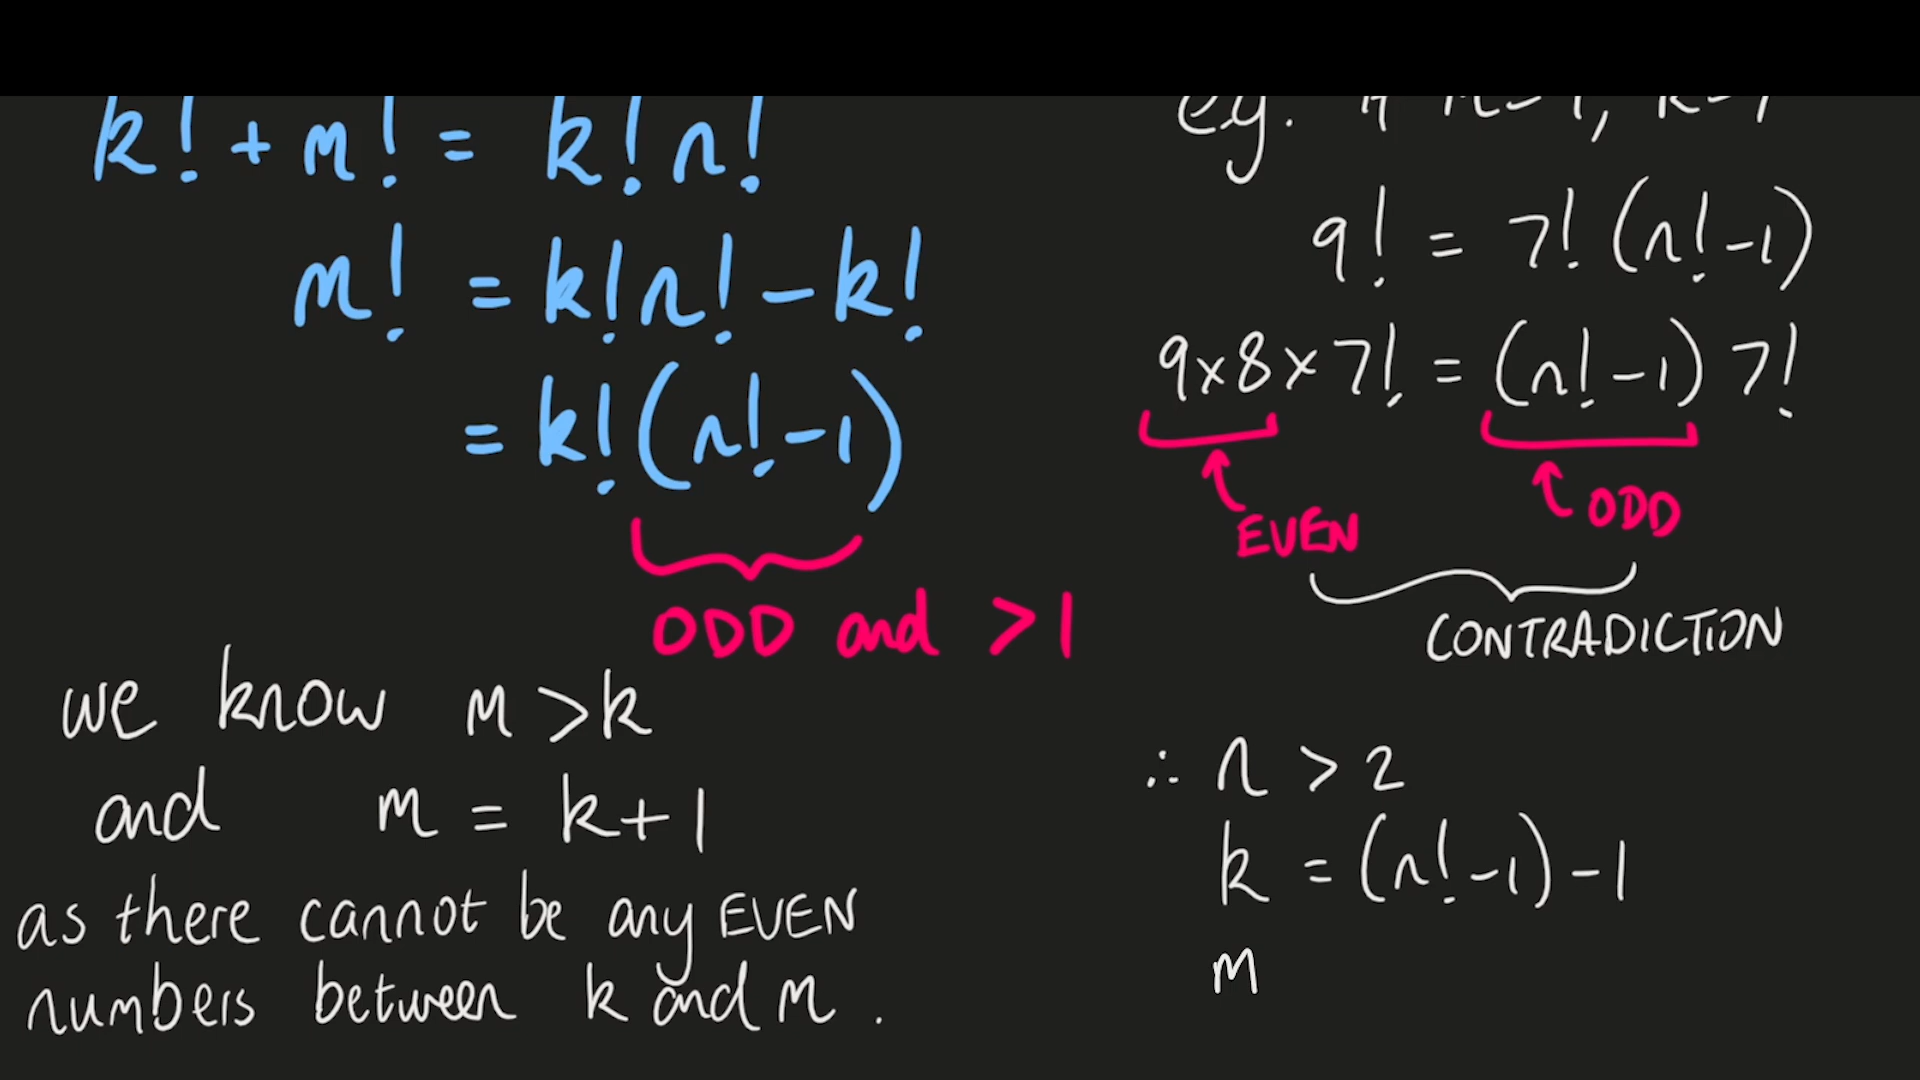 k! + m! = k! n!
m! = k! n! - k!
= k! (n! - 1)
ODD and > 1
we know m > k
and m = k + 1
as there cannot be any EVEN
numbers between k and m.
eg.
9! = 7! (n! - 1)
9 x 8 x 7! = (n! - 1) 7!
EVEN
ODD
CONTRADICTION
∴ n > 2
k = (n! - 1) - 1
m